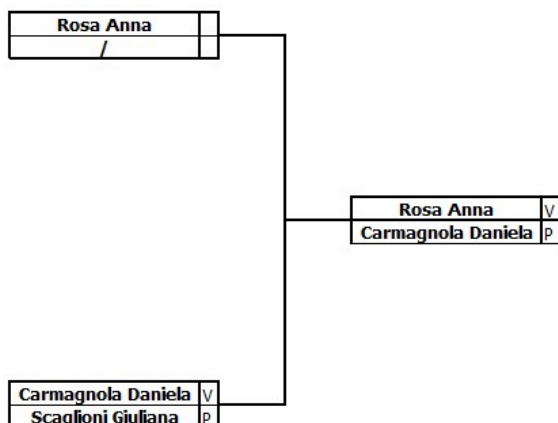 Rosa Anna
/
Rosa Anna V
Carmagnola Daniela P
Carmagnola Daniela V
Scaglioni Giuliana P